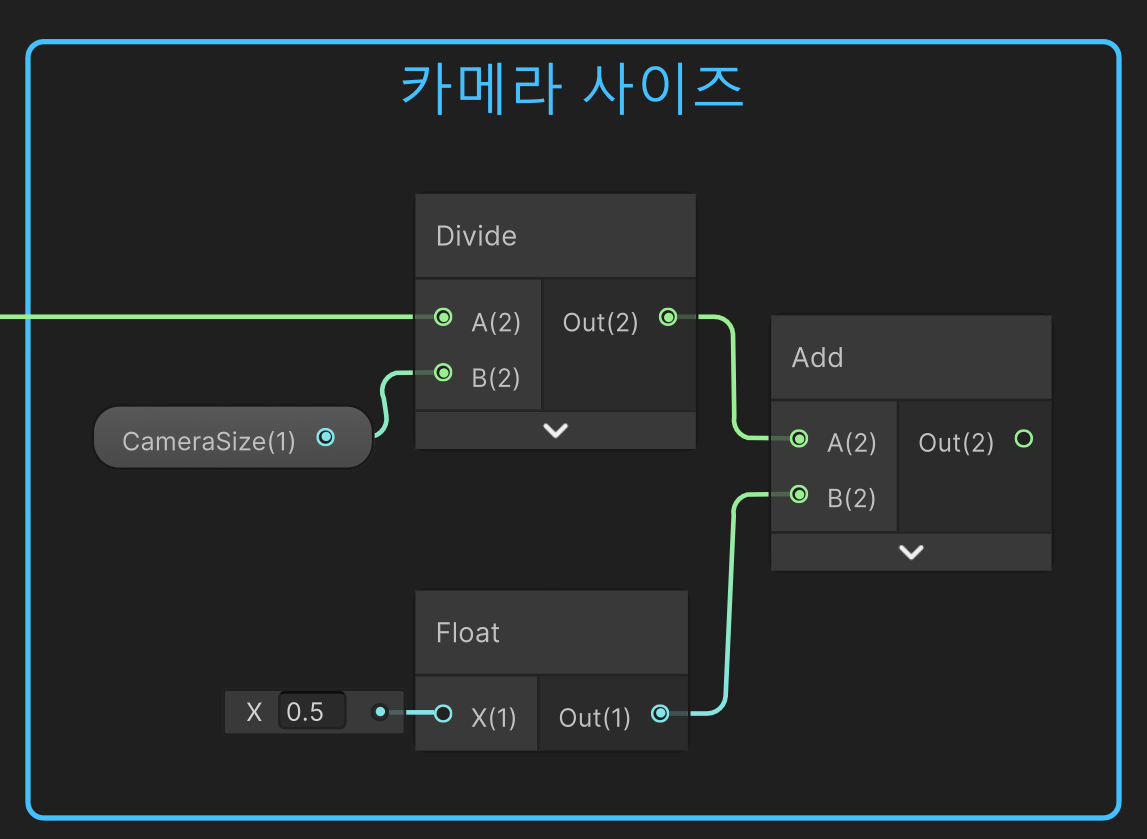 카메라 사이즈
Divide
A(2) Out(2)
B(2)
CameraSize(1)
Add
A(2) Out(2)
B(2)
Float
X 0.5
X(1) Out(1)